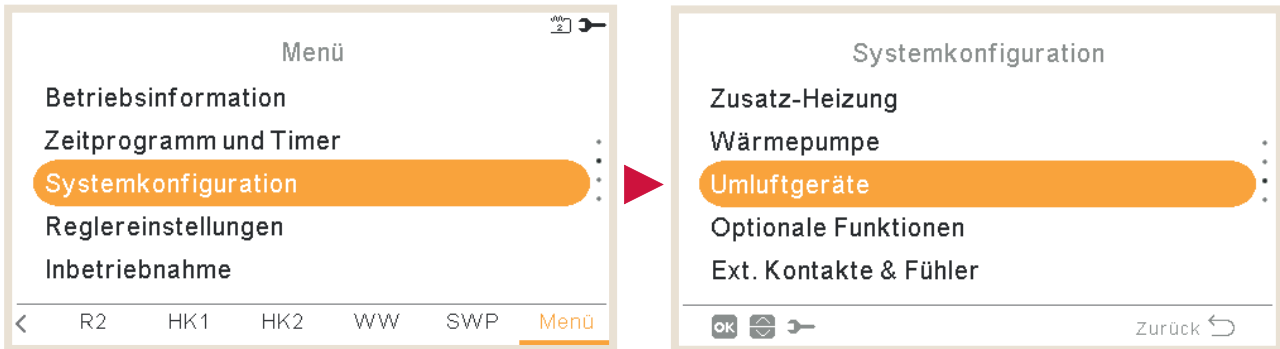 2
Menü
Betriebsinformation
Zeitprogramm und Timer
Systemkonfiguration
Reglereinstellungen
Inbetriebnahme
< R2 HK1 HK2 WW SWP Menü
Systemkonfiguration
Zusatz-Heizung
Wärmepumpe
Umluftgeräte
Optionale Funktionen
Ext. Kontakte & Fühler
OK Zurück